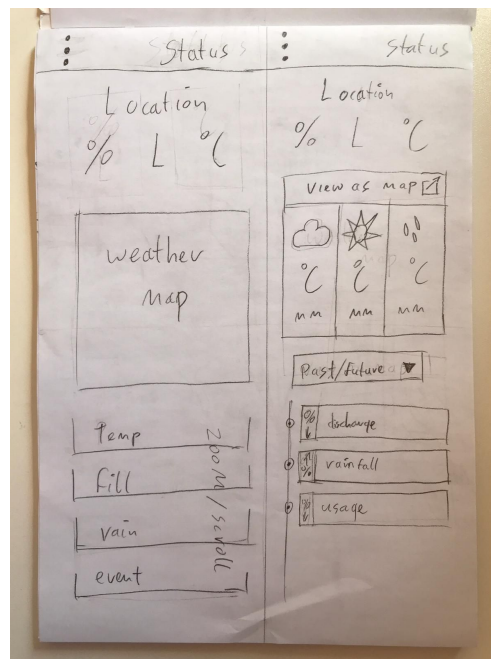 Status
Location
% L °C
weather
map
Temp
fill
rain
event
zoom/scroll
Status
Location
% L °C
View as map
°C °C °C
mm mm mm
Past/future
% discharge
% rainfall
% usage